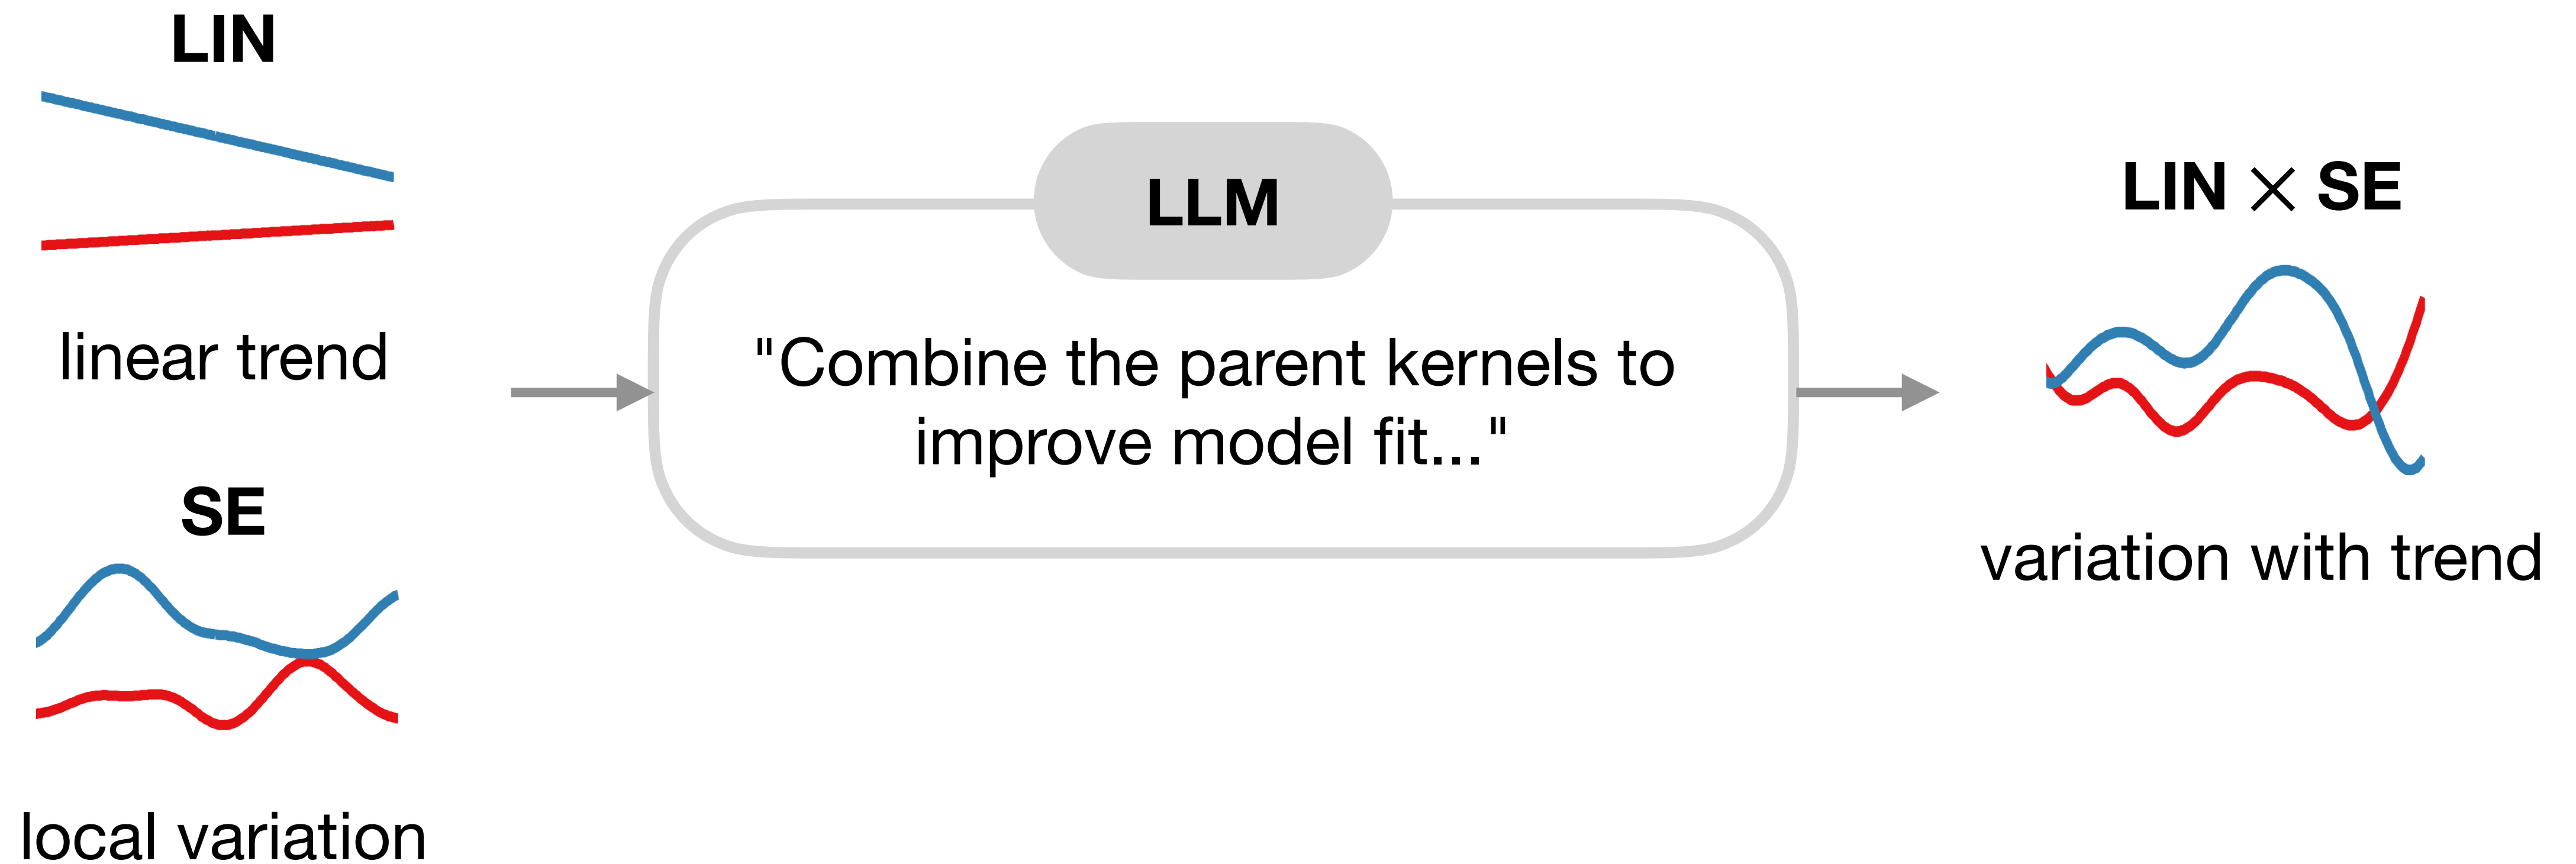 LIN
linear trend
SE
local variation
LLM
"Combine the parent kernels to
improve model fit..."
LIN × SE
variation with trend